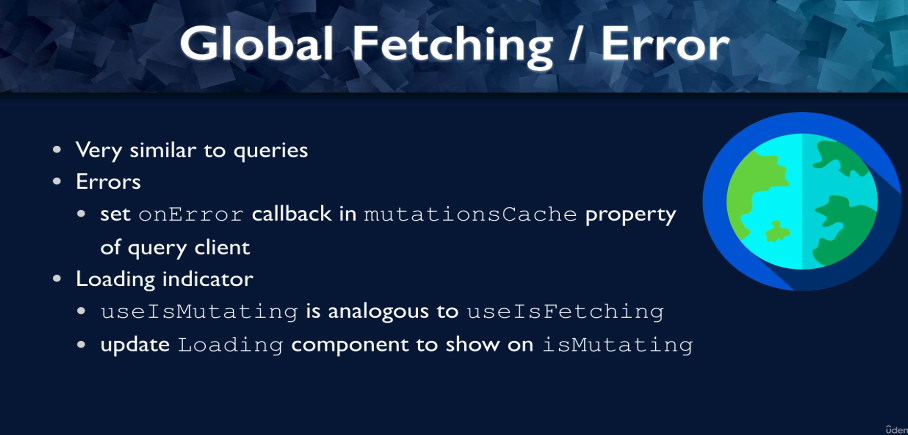 Global Fetching / Error
• Very similar to queries
• Errors
• set onError callback in mutationsCache property
of query client
• Loading indicator
• useIsMutating is analogous to useIsFetching
• update Loading component to show on isMutating